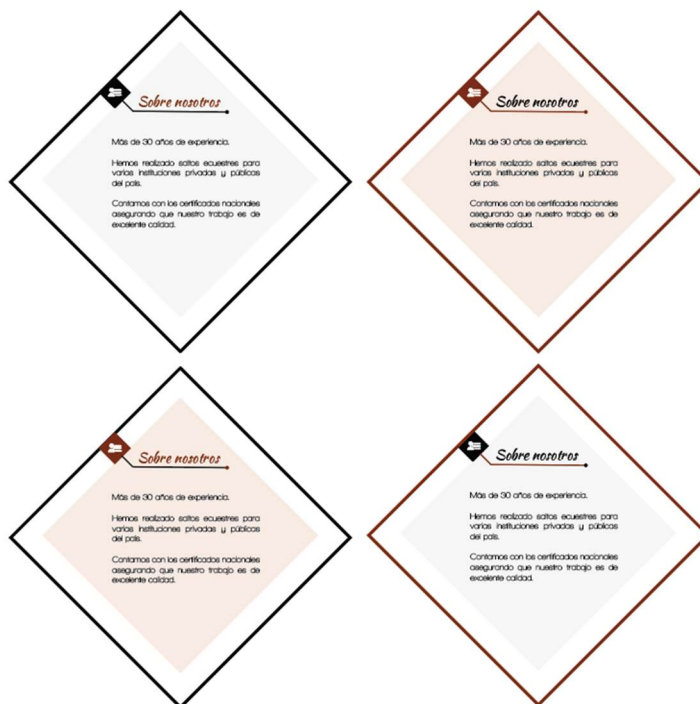 Sobre nosotros
Más de 30 años de experiencia.
Hemos realizado saltos ecuestres para
varias instituciones privadas y públicas
del país.
Contamos con los certificados nacionales
asegurando que nuestro trabajo es de
excelente calidad.
Sobre nosotros
Más de 30 años de experiencia.
Hemos realizado saltos ecuestres para
varias instituciones privadas y públicas
del país.
Contamos con los certificados nacionales
asegurando que nuestro trabajo es de
excelente calidad.
Sobre nosotros
Más de 30 años de experiencia.
Hemos realizado saltos ecuestres para
varias instituciones privadas y públicas
del país.
Contamos con los certificados nacionales
asegurando que nuestro trabajo es de
excelente calidad.
Sobre nosotros
Más de 30 años de experiencia.
Hemos realizado saltos ecuestres para
varias instituciones privadas y públicas
del país.
Contamos con los certificados nacionales
asegurando que nuestro trabajo es de
excelente calidad.